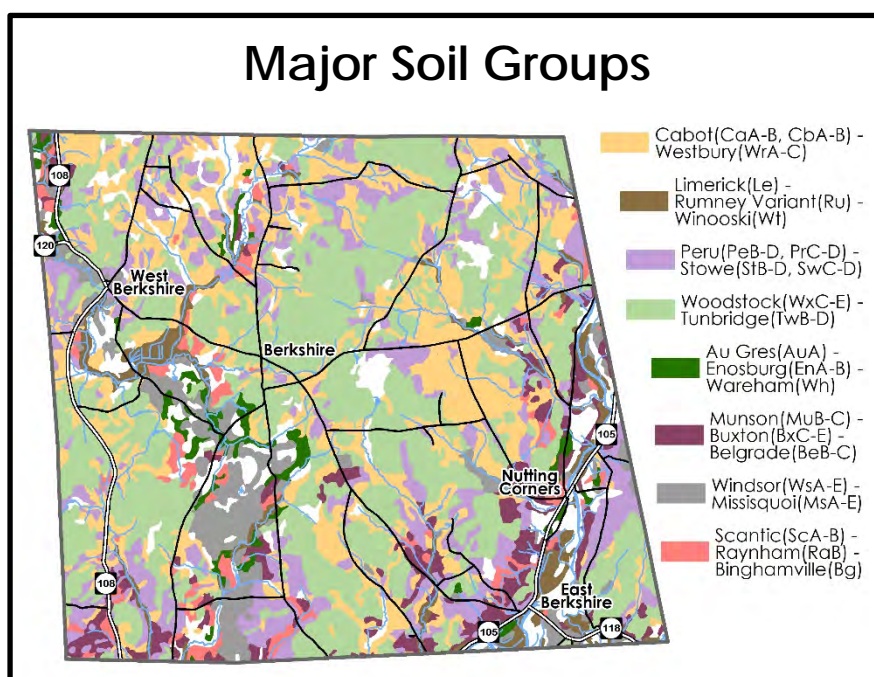 Major Soil Groups
108
120
West
Berkshire
Berkshire
Nutting
Corners
105
East
Berkshire
108
105
118
Cabot(CaA-B, CbA-B) -
Westbury(WrA-C)
Limerick(Le) -
Rumney Variant(Ru) -
Winooski(Wt)
Peru(PeB-D, PrC-D) -
Stowe(StB-D, SwC-D)
Woodstock(WxC-E) -
Tunbridge(TwB-D)
Au Gres(AuA) -
Enosburg(EnA-B) -
Wareham(Wh)
Munson(MuB-C) -
Buxton(BxC-E) -
Belgrade(BeB-C)
Windsor(WsA-E) -
Missisquoi(MsA-E)
Scantic(ScA-B) -
Raynham(RaB) -
Binghamville(Bg)